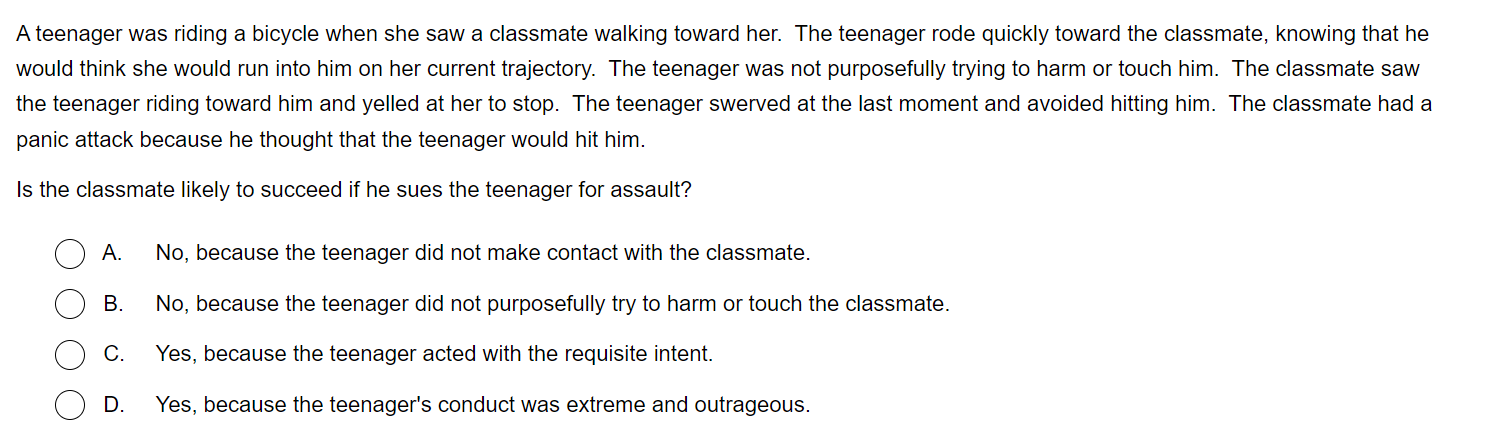 A teenager was riding a bicycle when she saw a classmate walking toward her.  The teenager rode quickly toward the classmate, knowing that he
would think she would run into him on her current trajectory.  The teenager was not purposefully trying to harm or touch him.  The classmate saw
the teenager riding toward him and yelled at her to stop.  The teenager swerved at the last moment and avoided hitting him.  The classmate had a
panic attack because he thought that the teenager would hit him.
Is the classmate likely to succeed if he sues the teenager for assault?
A. No, because the teenager did not make contact with the classmate.
B. No, because the teenager did not purposefully try to harm or touch the classmate.
C. Yes, because the teenager acted with the requisite intent.
D. Yes, because the teenager's conduct was extreme and outrageous.